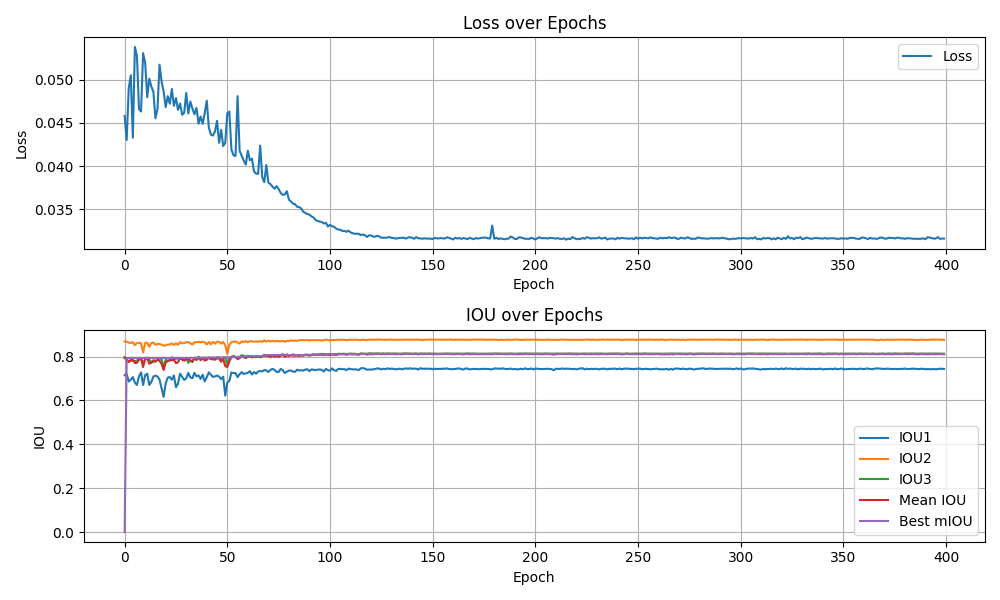 Loss over Epochs
0.050
0.045
0.040
0.035
Loss
Loss
0
50
100
150
200
250
300
350
400
Epoch
IOU over Epochs
0.8
0.6
0.4
0.2
0.0
IOU
IOU1
IOU2
IOU3
Mean IOU
Best mIOU
0
50
100
150
200
250
300
350
400
Epoch